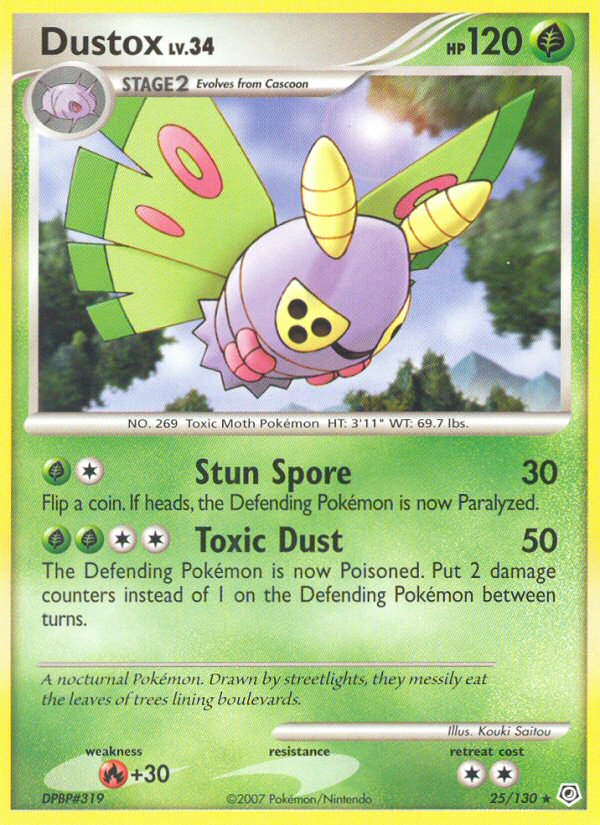 Dustox LV.34
HP 120
STAGE2 Evolves from Cascoon
NO. 269 Toxic Moth Pokémon HT: 3'11" WT: 69.7 lbs.
Stun Spore 30
Flip a coin. If heads, the Defending Pokémon is now Paralyzed.
Toxic Dust 50
The Defending Pokémon is now Poisoned. Put 2 damage
counters instead of 1 on the Defending Pokémon between
turns.
A nocturnal Pokémon. Drawn by streetlights, they messily eat
the leaves of trees lining boulevards.
Illus. Kouki Saitou
weakness resistance retreat cost
+30
DPBP#319 ©2007 Pokémon/Nintendo 25/130 ★